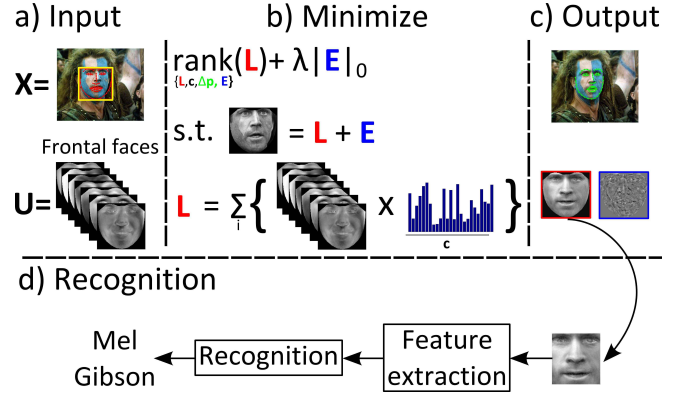 a) Input
b) Minimize
c) Output
X=
rank(L)+ λ|E|₀
{L,c,Δp, E}
s.t. = L + E
Frontal faces
U=
L = ∑ { x }
i
c
d) Recognition
Mel
Gibson
Recognition
Feature
extraction